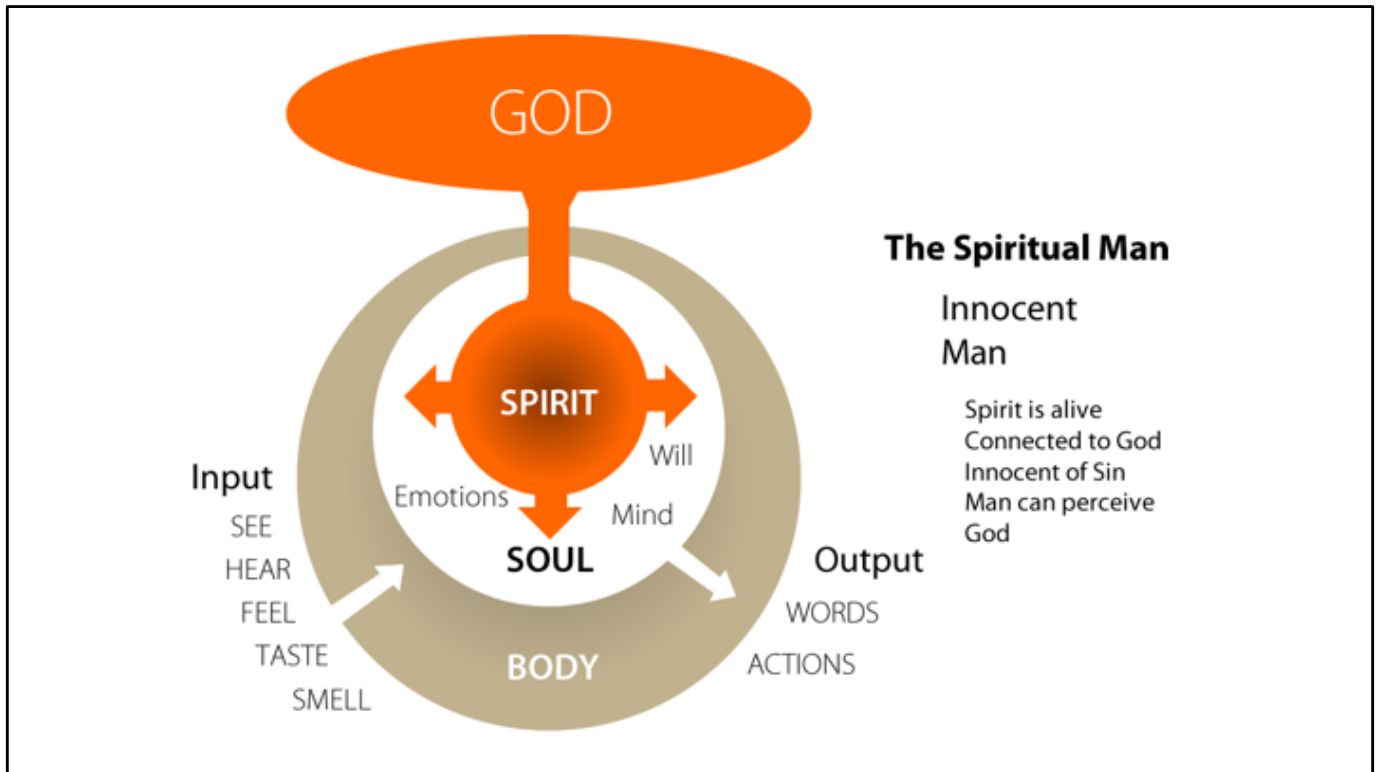 GOD
The Spiritual Man
Innocent
Man
Spirit is alive
Connected to God
Innocent of Sin
Man can perceive
God
SPIRIT
Will
Emotions
Mind
SOUL
BODY
Input
SEE
HEAR
FEEL
TASTE
SMELL
Output
WORDS
ACTIONS